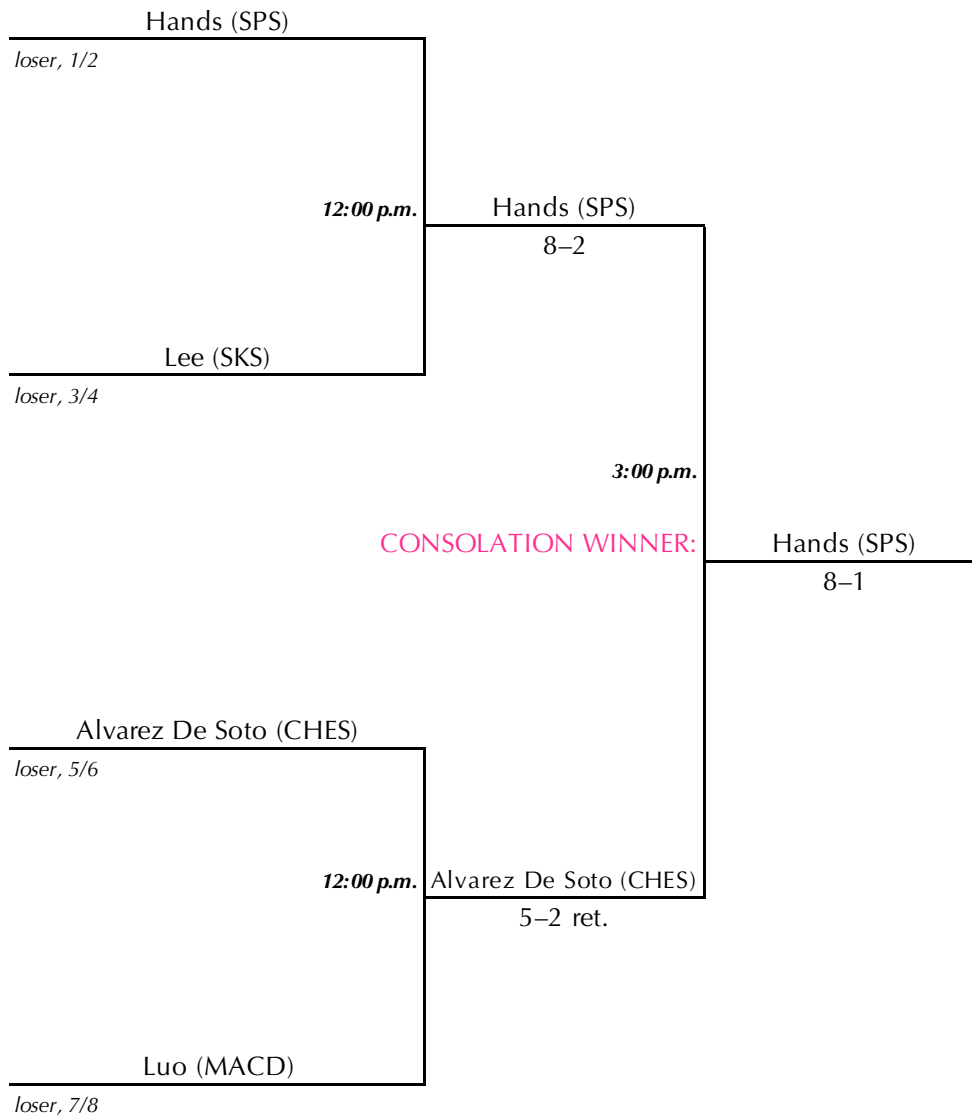 Hands (SPS)
loser, 1/2
12:00 p.m.
Hands (SPS)
8–2
Lee (SKS)
loser, 3/4
3:00 p.m.
CONSOLATION WINNER:
Hands (SPS)
8–1
Alvarez De Soto (CHES)
loser, 5/6
12:00 p.m.
Alvarez De Soto (CHES)
5–2 ret.
Luo (MACD)
loser, 7/8